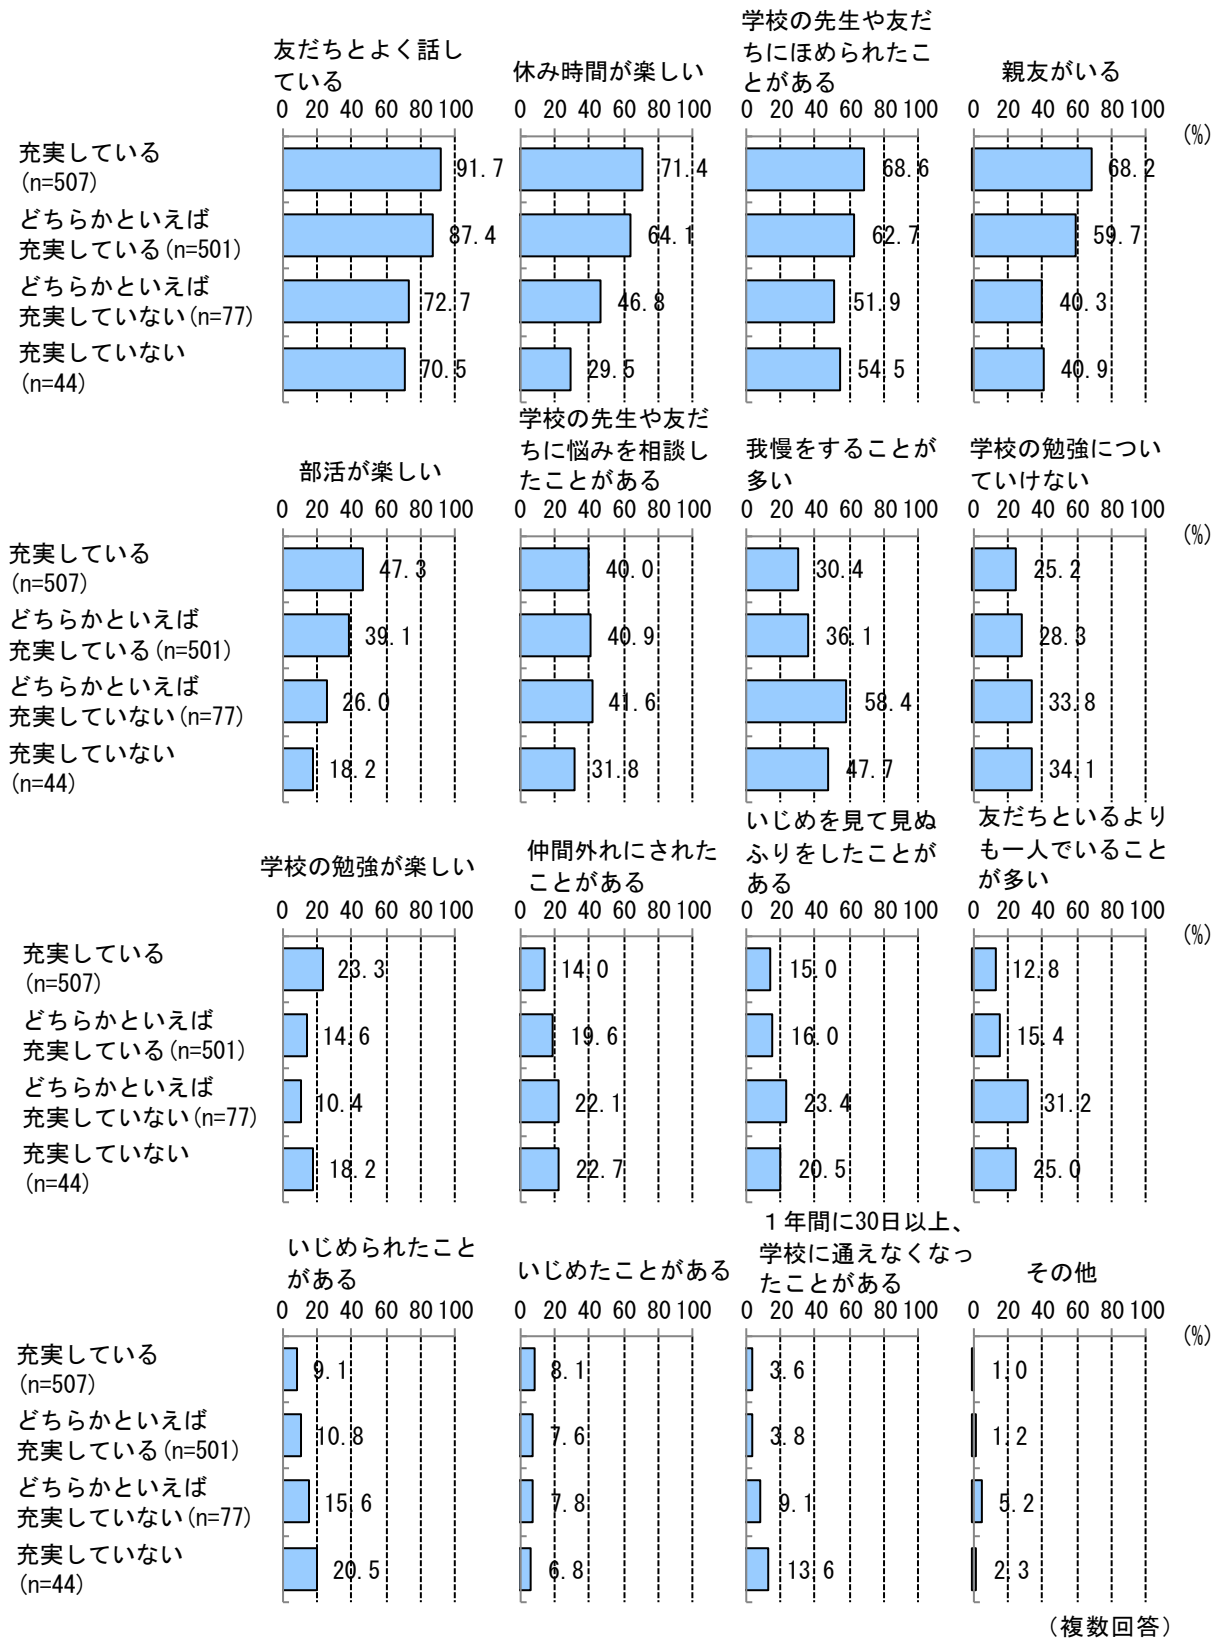 友だちとよく話し
ている
休み時間が楽しい
学校の先生や友だ
ちにほめられたこ
とがある
親友がいる
0 20 40 60 80 100 0 20 40 60 80 100 0 20 40 60 80 100 0 20 40 60 80 100
(%)
充実している
(n=507)
91.7 71.4 68.6 68.2
どちらかといえば
充実している(n=501)
87.4 64.1 62.7 59.7
どちらかといえば
充実していない(n=77)
72.7 46.8 51.9 40.3
充実していない
(n=44)
70.5 29.5 54.5 40.9
部活が楽しい
学校の先生や友だ
ちに悩みを相談し
たことがある
我慢をすることが
多い
学校の勉強につい
ていけない
0 20 40 60 80 100 0 20 40 60 80 100 0 20 40 60 80 100 0 20 40 60 80 100
(%)
充実している
(n=507)
47.3 40.0 30.4 25.2
どちらかといえば
充実している(n=501)
39.1 40.9 36.1 28.3
どちらかといえば
充実していない(n=77)
26.0 41.6 58.4 33.8
充実していない
(n=44)
18.2 31.8 47.7 34.1
学校の勉強が楽しい
仲間外れにされた
ことがある
いじめを見て見ぬ
ふりをしたことが
ある
友だちといるより
も一人でいること
が多い
0 20 40 60 80 100 0 20 40 60 80 100 0 20 40 60 80 100 0 20 40 60 80 100
(%)
充実している
(n=507)
23.3 14.0 15.0 12.8
どちらかといえば
充実している(n=501)
14.6 19.6 16.0 15.4
どちらかといえば
充実していない(n=77)
10.4 22.1 23.4 31.2
充実していない
(n=44)
18.2 22.7 20.5 25.0
いじめられたこと
がある
いじめたことがある
１年間に30日以上、
学校に通えなくなっ
たことがある
その他
0 20 40 60 80 100 0 20 40 60 80 100 0 20 40 60 80 100 0 20 40 60 80 100
(%)
充実している
(n=507)
9.1 8.1 3.6 1.0
どちらかといえば
充実している(n=501)
10.8 7.6 3.8 1.2
どちらかといえば
充実していない(n=77)
15.6 7.8 9.1 5.2
充実していない
(n=44)
20.5 6.8 13.6 2.3
（複数回答）